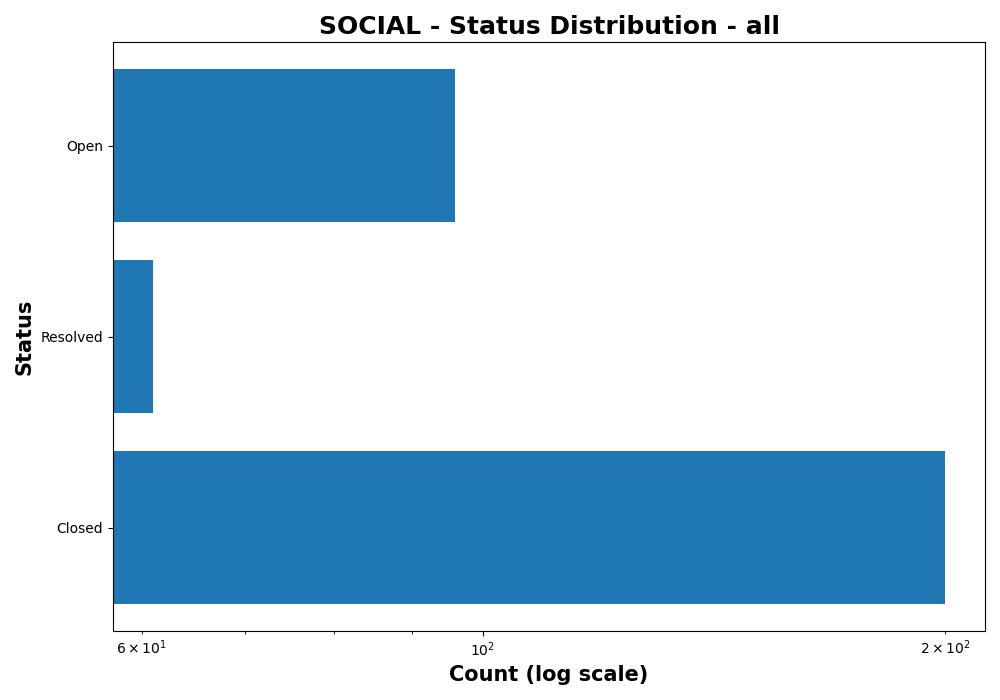 SOCIAL - Status Distribution - all
Open
Resolved
Closed
Status
6 × 10¹
10²
2 × 10²
Count (log scale)